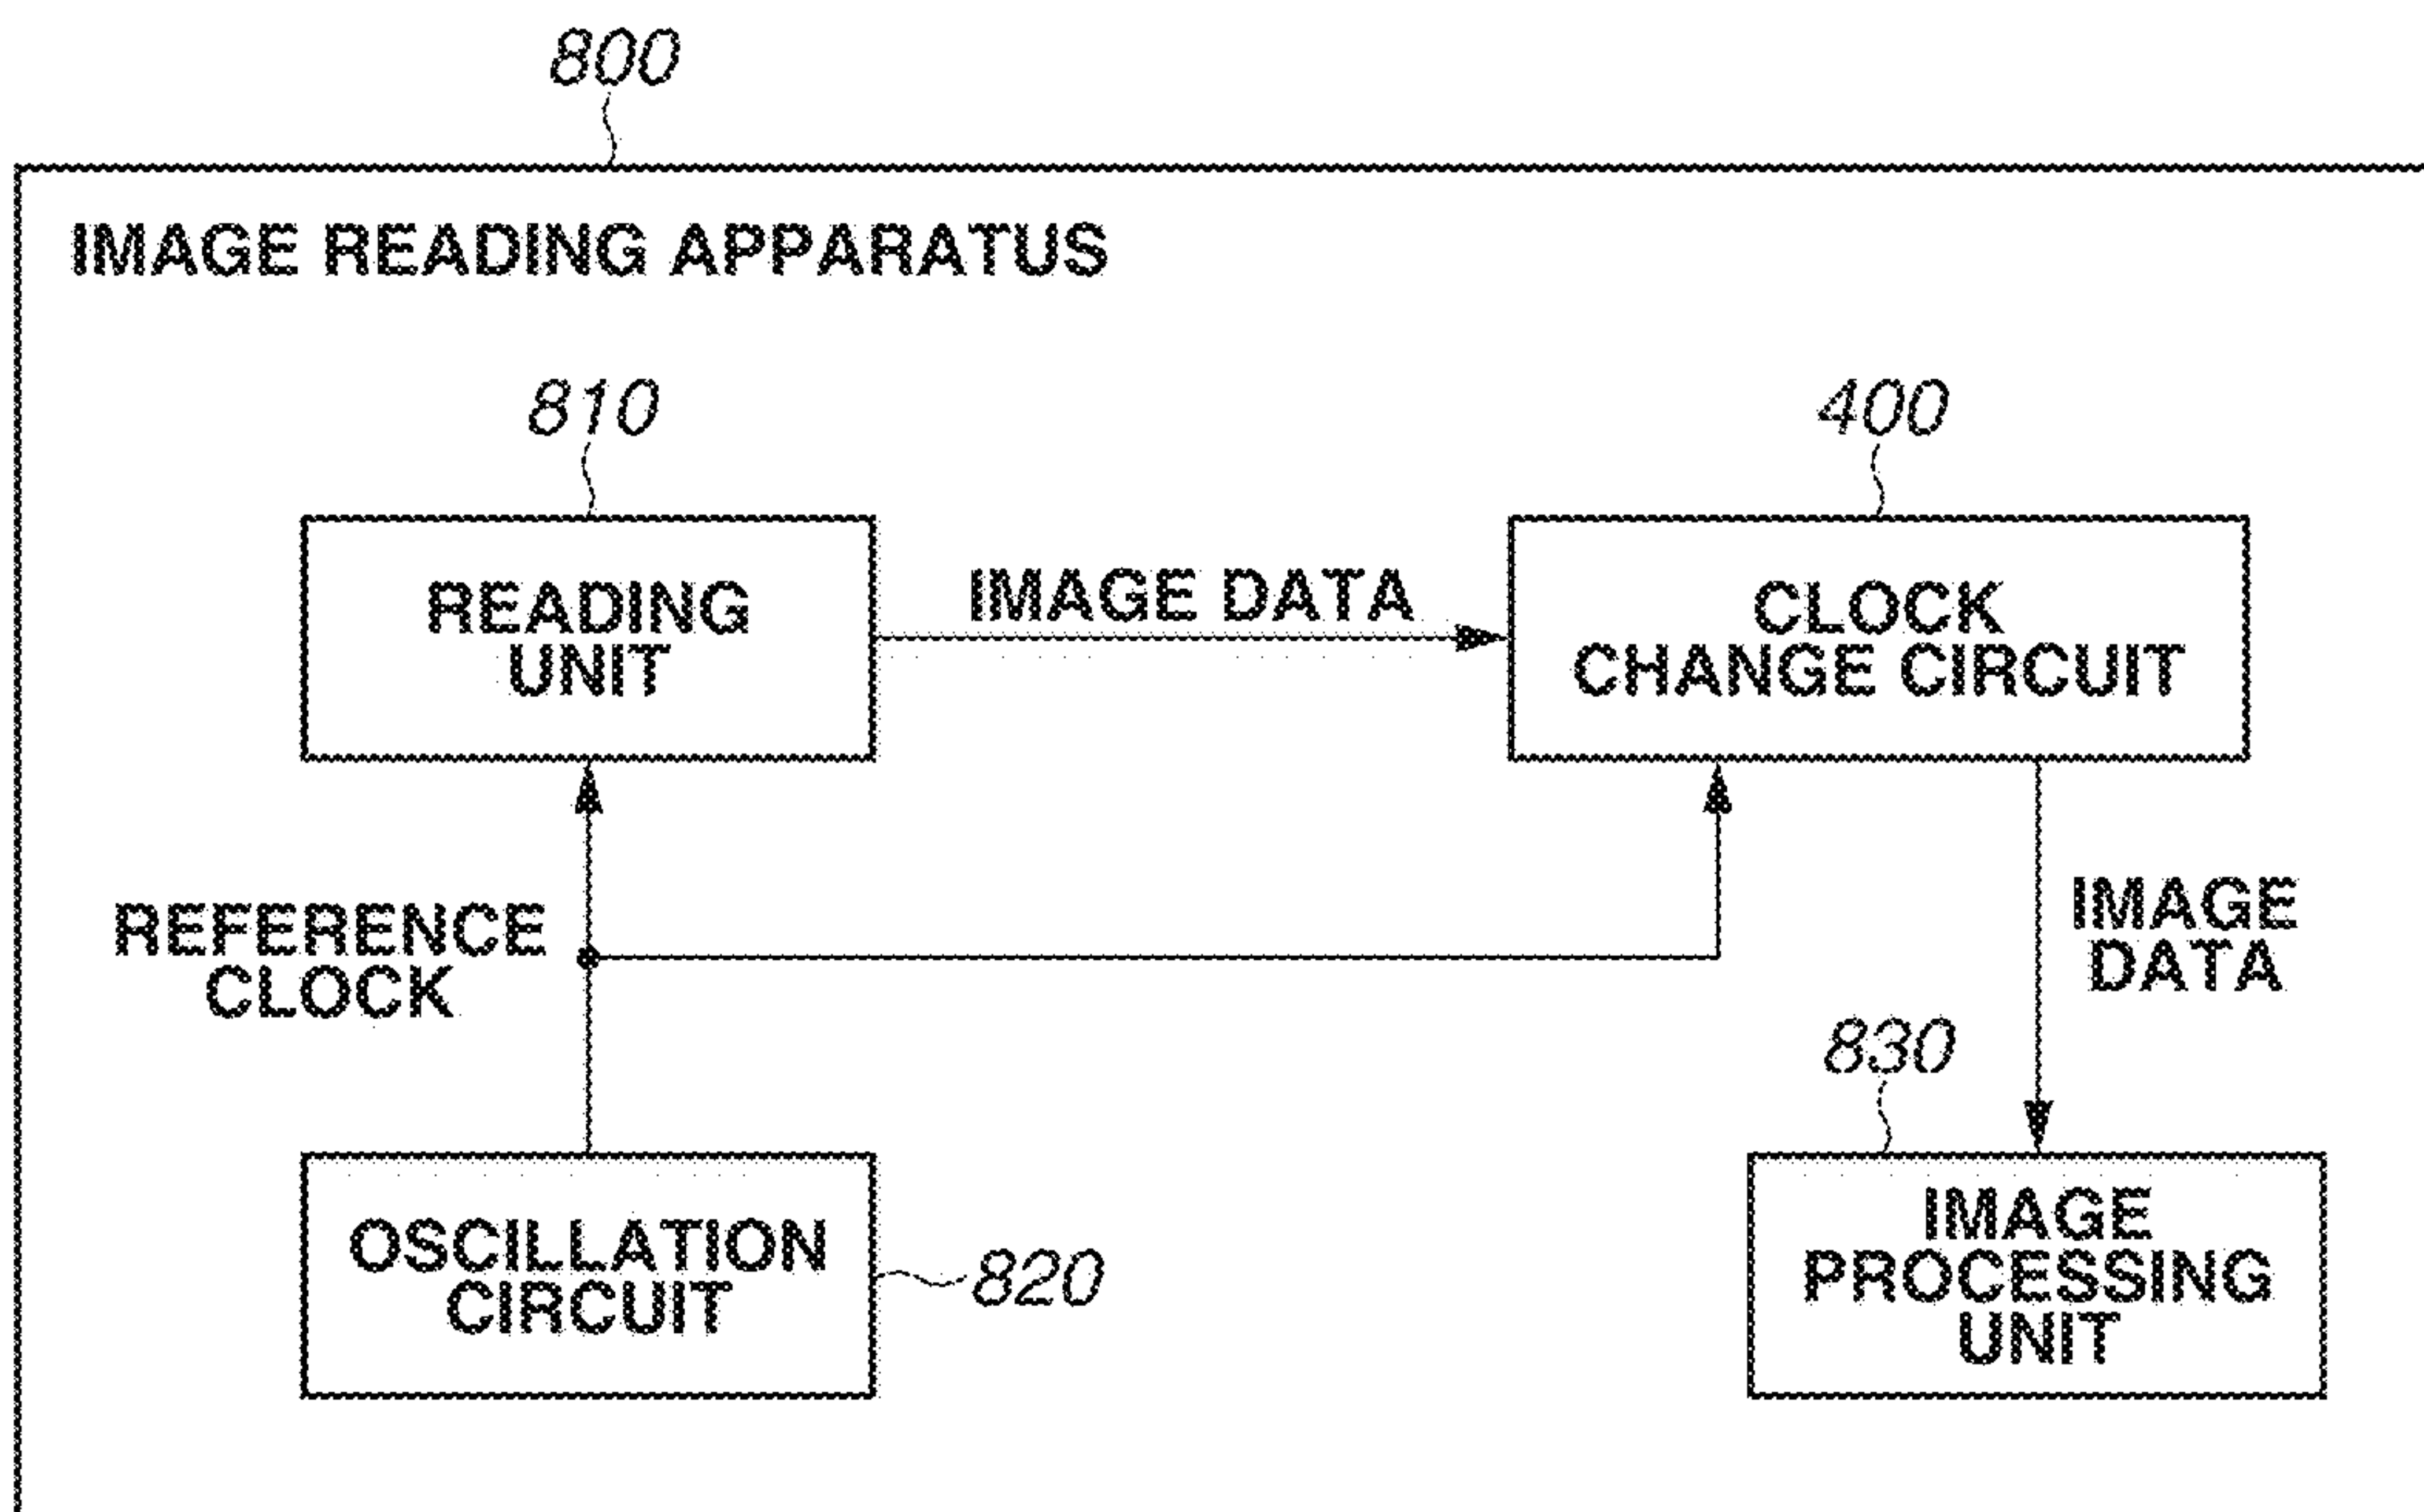 800
IMAGE READING APPARATUS
810
400
READING
UNIT
IMAGE DATA
CLOCK
CHANGE CIRCUIT
REFERENCE
CLOCK
IMAGE
DATA
830
OSCILLATION
CIRCUIT
820
IMAGE
PROCESSING
UNIT